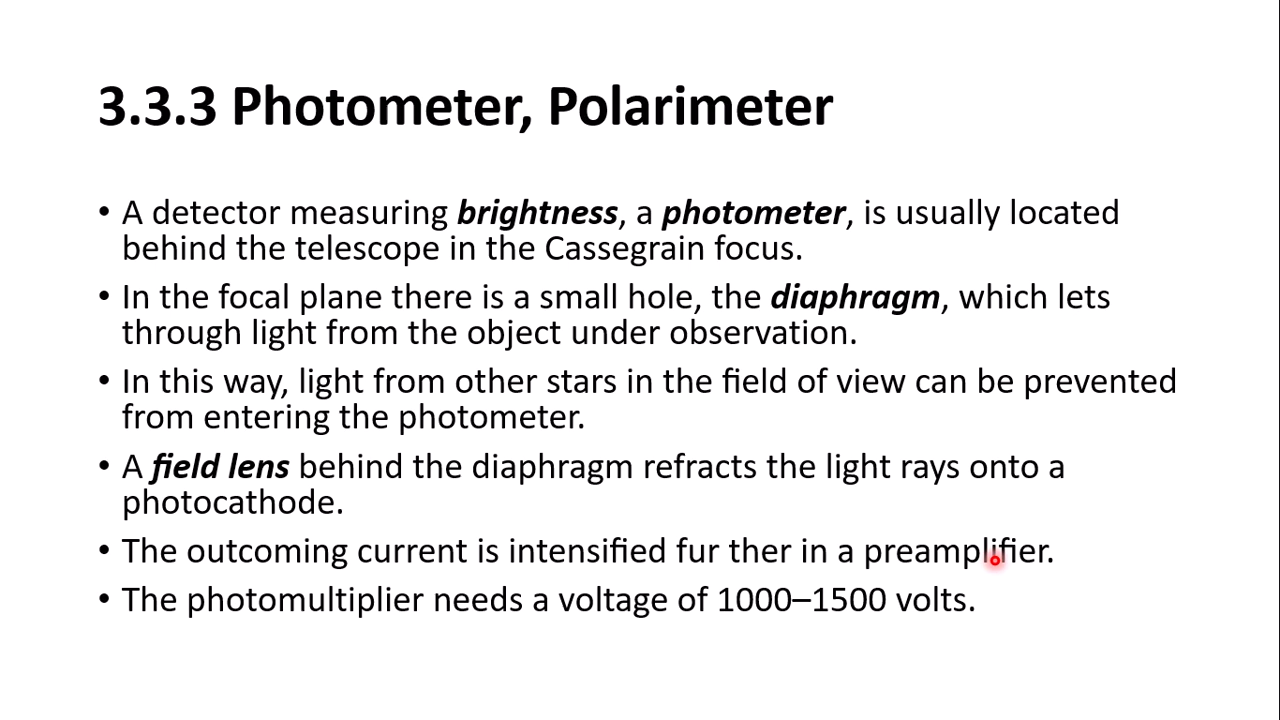 3.3.3 Photometer, Polarimeter
• A detector measuring brightness, a photometer, is usually located
behind the telescope in the Cassegrain focus.
• In the focal plane there is a small hole, the diaphragm, which lets
through light from the object under observation.
• In this way, light from other stars in the field of view can be prevented
from entering the photometer.
• A field lens behind the diaphragm refracts the light rays onto a
photocathode.
• The outcoming current is intensified fur ther in a preamplifier.
• The photomultiplier needs a voltage of 1000–1500 volts.